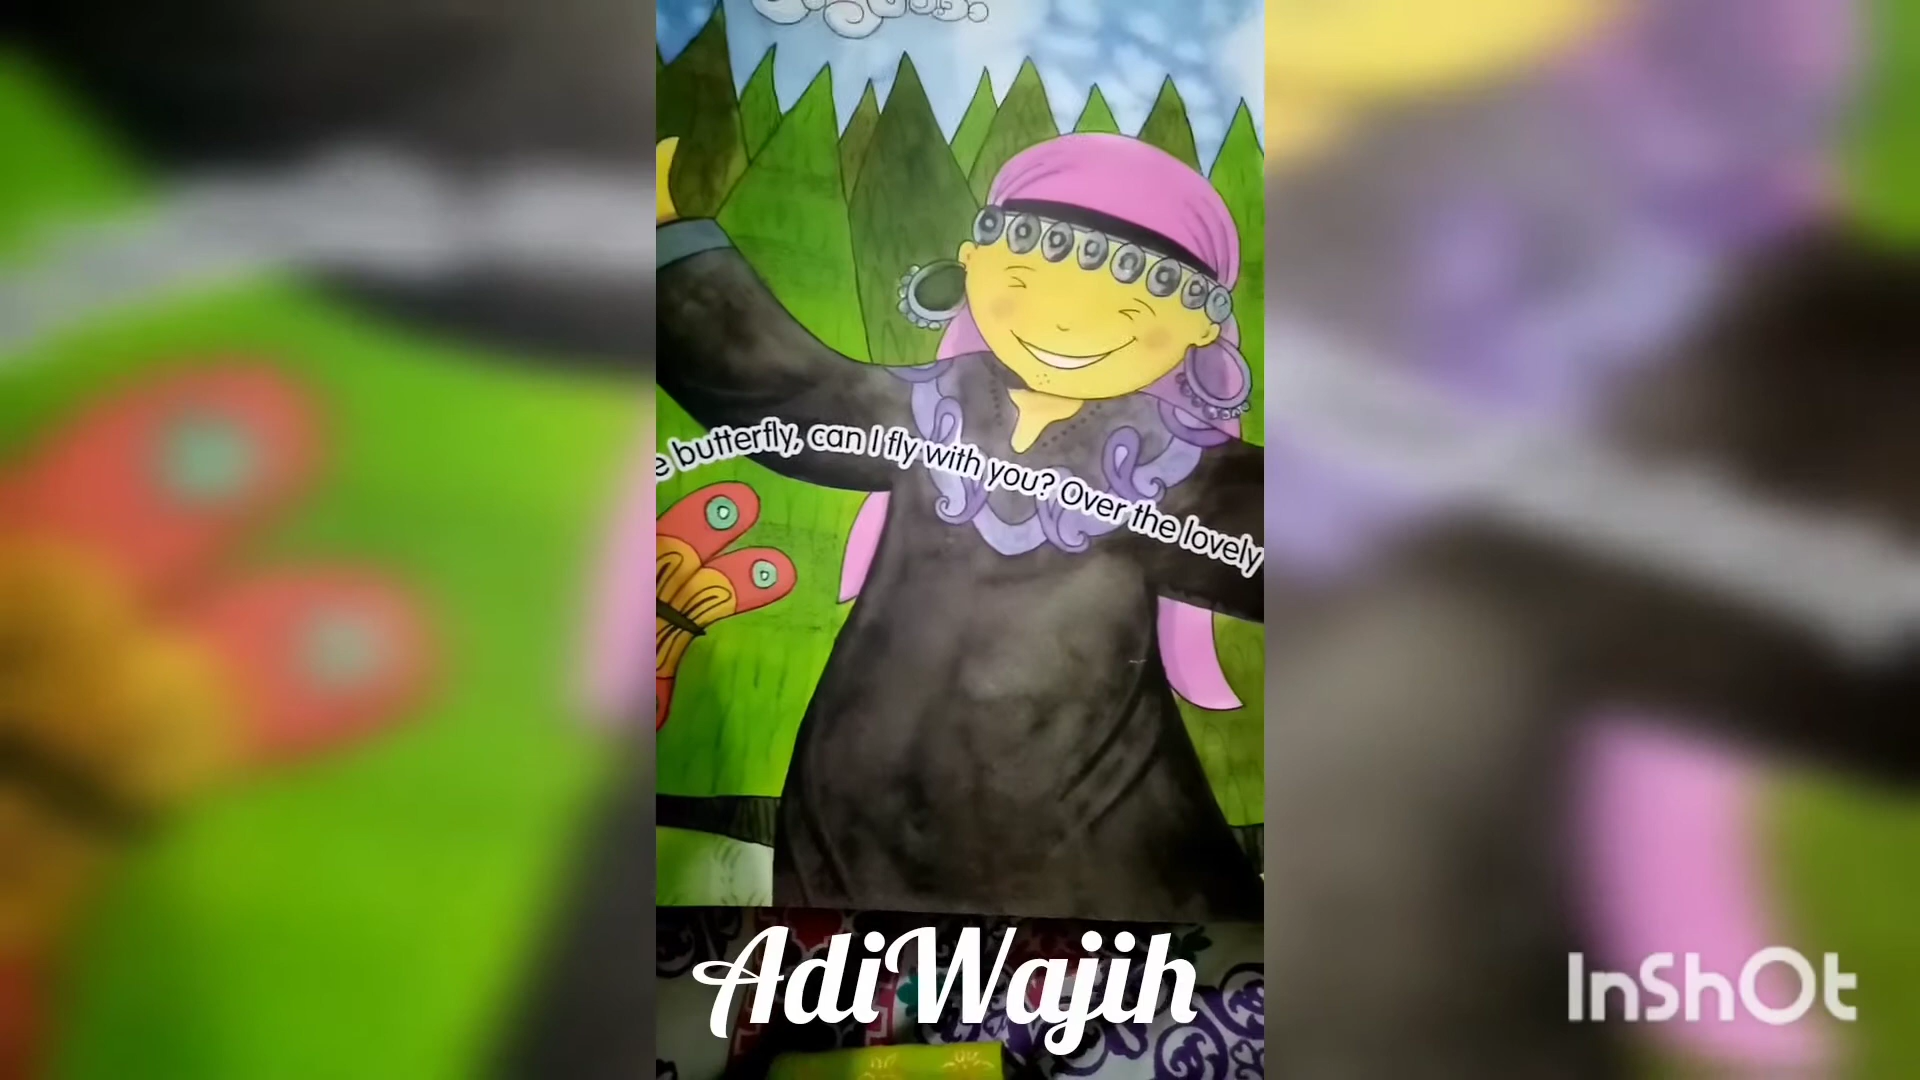 e butterfly, can I fly with you? Over the lovely
AdiWajih
InShOt